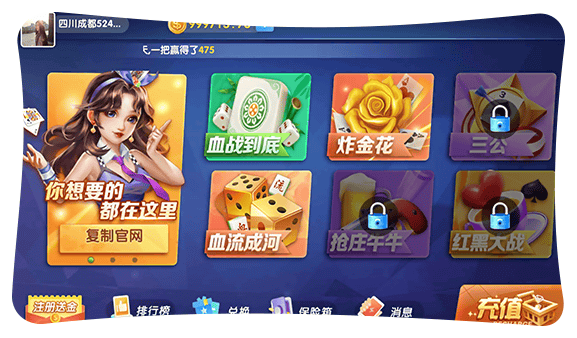 四川成都524...
一把赢得了475
你想要的
都在这里
复制官网
血战到底
炸金花
三公
血流成河
抢庄牛牛
红黑大战
注册送金
排行榜
兑换
保险箱
消息
充值